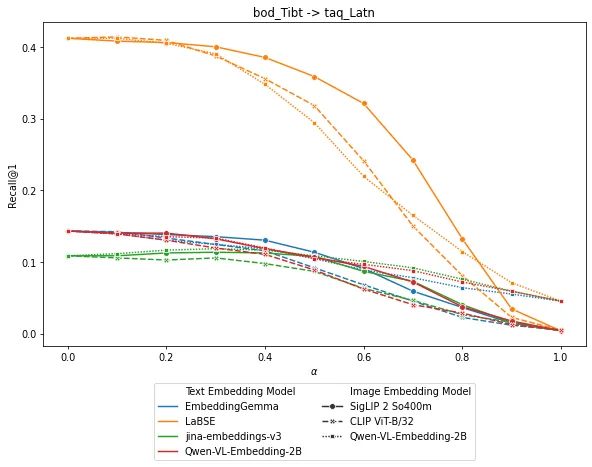 bod_Tibt -> taq_Latn
Recall@1
0.4
0.3
0.2
0.1
0.0
0.0 0.2 0.4 0.6 0.8 1.0
α
Text Embedding Model Image Embedding Model
EmbeddingGemma SigLIP 2 So400m
LaBSE CLIP ViT-B/32
jina-embeddings-v3 Qwen-VL-Embedding-2B
Qwen-VL-Embedding-2B